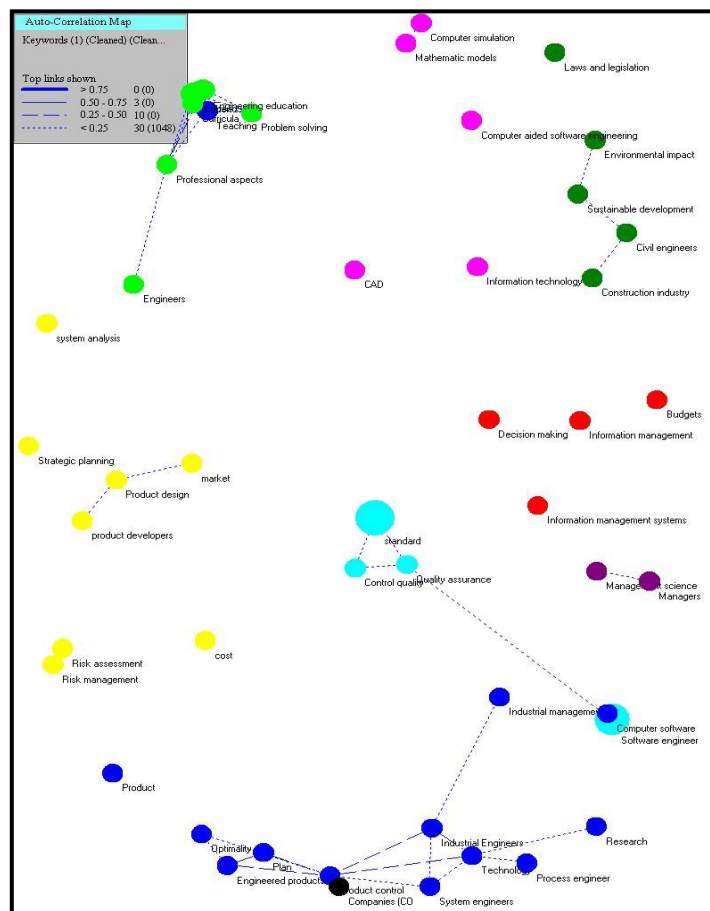 Auto-Correlation Map
Keywords (1) (Cleaned) (Clean...
Top links shown
> 0.75 0 (0)
0.50 - 0.75 3 (0)
0.25 - 0.50 10 (0)
< 0.25 30 (1048)
Computer simulation
Mathematic models
Laws and legislation
Engineering education
Curricula
Teaching
Problem solving
Computer aided software engineering
Environmental impact
Professional aspects
Sustainable development
Civil engineers
Engineers
CAD
Information technology
Construction industry
system analysis
Budgets
Decision making
Information management
Strategic planning
market
Product design
Information management systems
product developers
standard
Control quality
Quality assurance
Management science
Managers
cost
Risk assessment
Risk management
Industrial management
Computer software
Software engineer
Product
Optimality
Industrial Engineers
Research
Plan
Engineered products
Technology
Process engineer
Product control
Companies (CO
System engineers